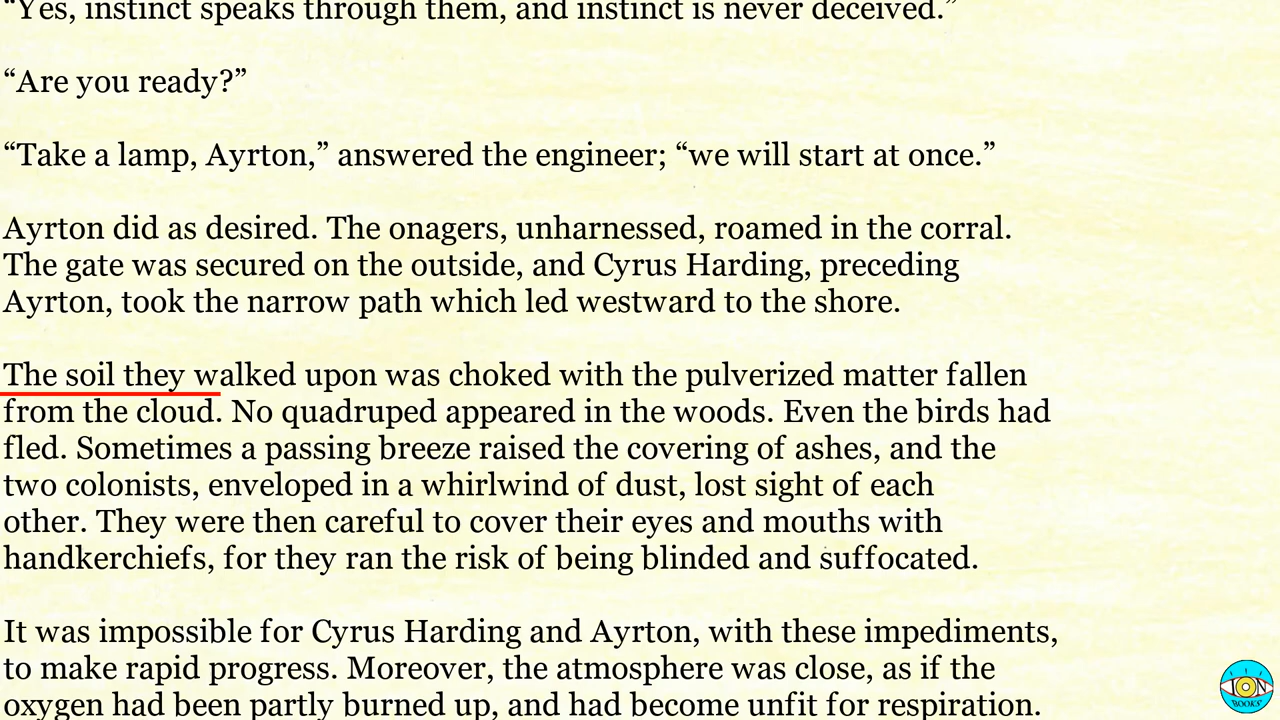 “Yes, instinct speaks through them, and instinct is never deceived.”
“Are you ready?”
“Take a lamp, Ayrton,” answered the engineer; “we will start at once.”
Ayrton did as desired. The onagers, unharnessed, roamed in the corral.
The gate was secured on the outside, and Cyrus Harding, preceding
Ayrton, took the narrow path which led westward to the shore.
The soil they walked upon was choked with the pulverized matter fallen
from the cloud. No quadruped appeared in the woods. Even the birds had
fled. Sometimes a passing breeze raised the covering of ashes, and the
two colonists, enveloped in a whirlwind of dust, lost sight of each
other. They were then careful to cover their eyes and mouths with
handkerchiefs, for they ran the risk of being blinded and suffocated.
It was impossible for Cyrus Harding and Ayrton, with these impediments,
to make rapid progress. Moreover, the atmosphere was close, as if the
oxygen had been partly burned up, and had become unfit for respiration.
ION
BOOKS